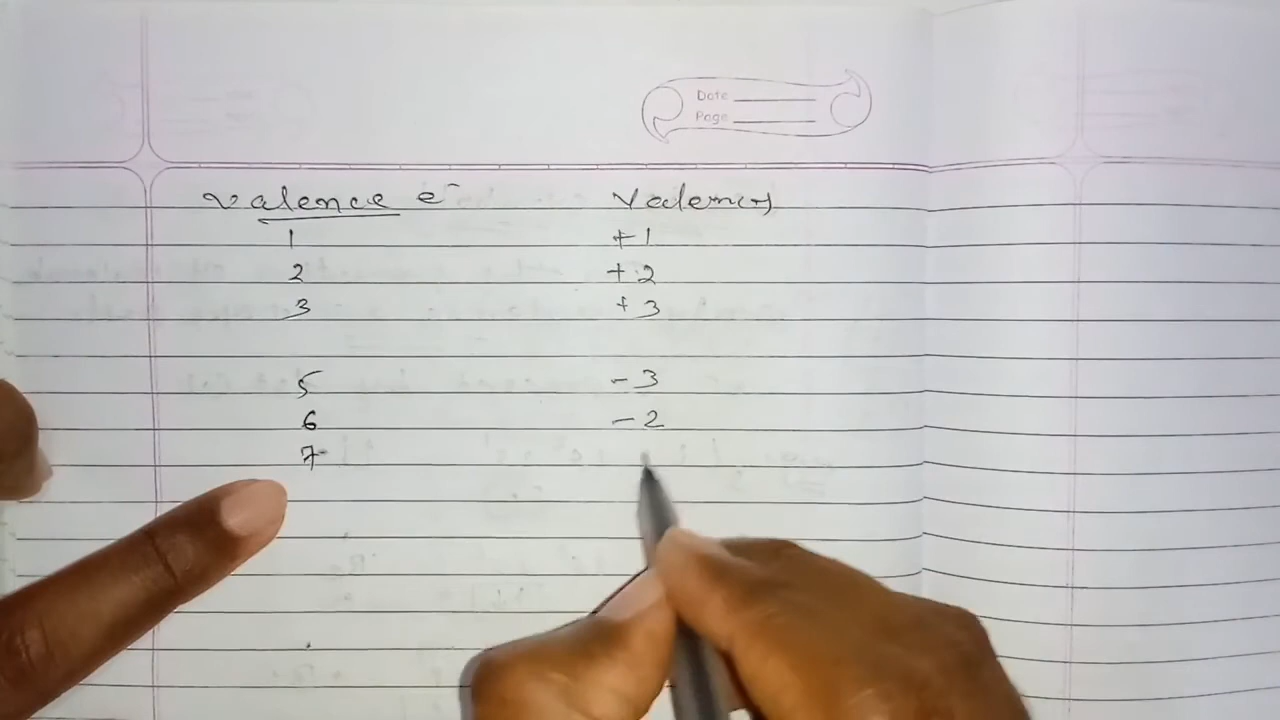 Date
Page
valence e⁻ Valency
1 +1
2 +2
3 +3
5 -3
6 -2
7